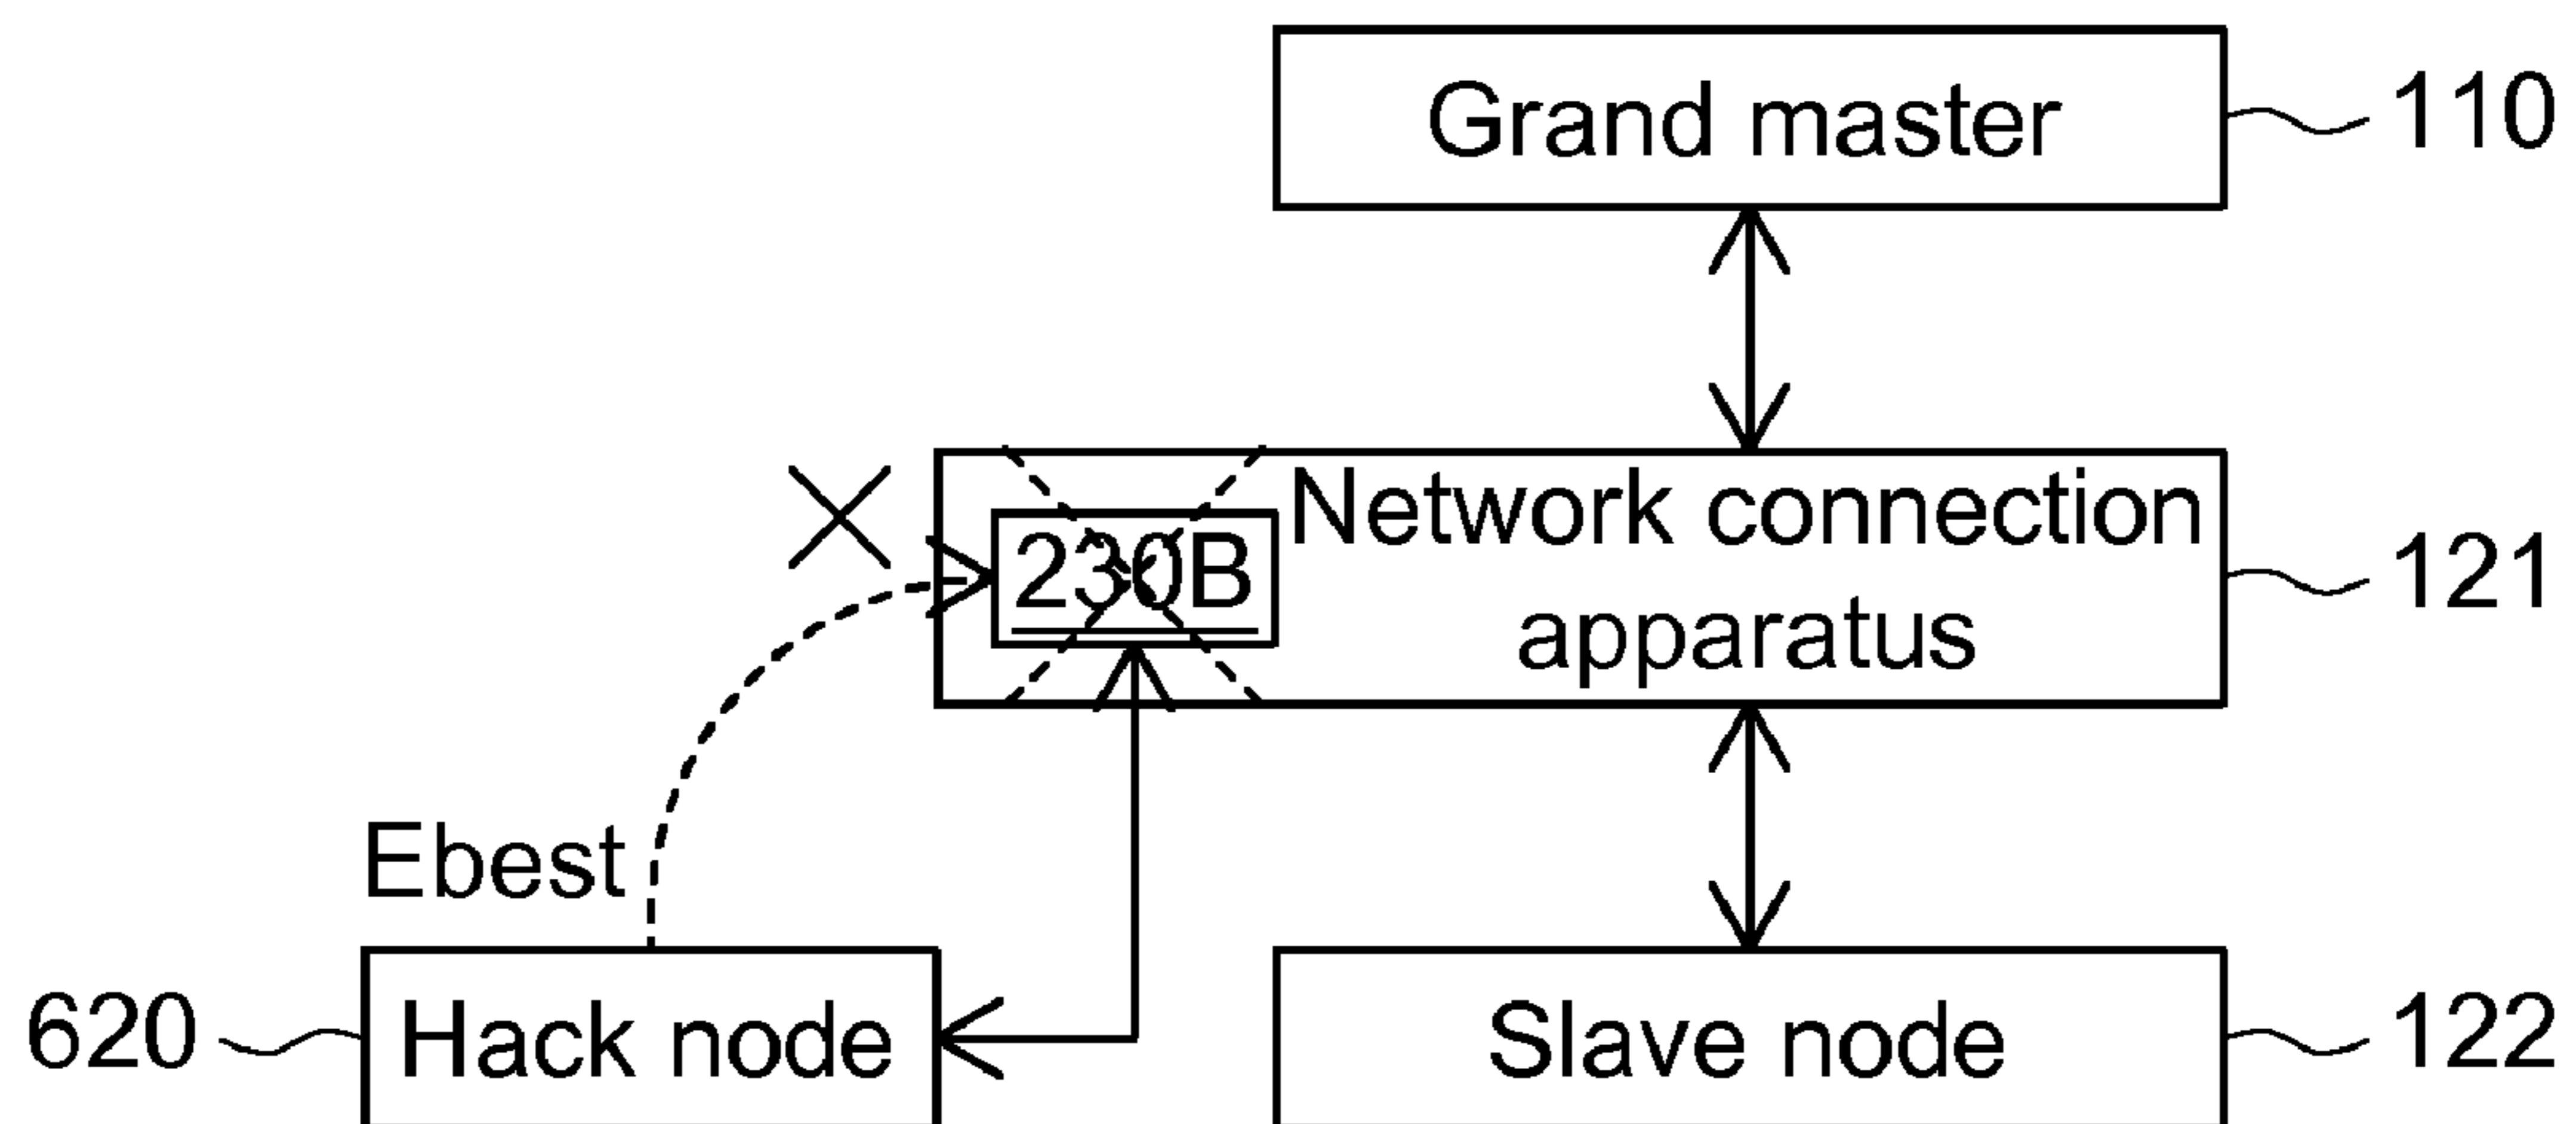 Grand master
110
230B
Network connection
apparatus
121
Ebest
620
Hack node
Slave node
122